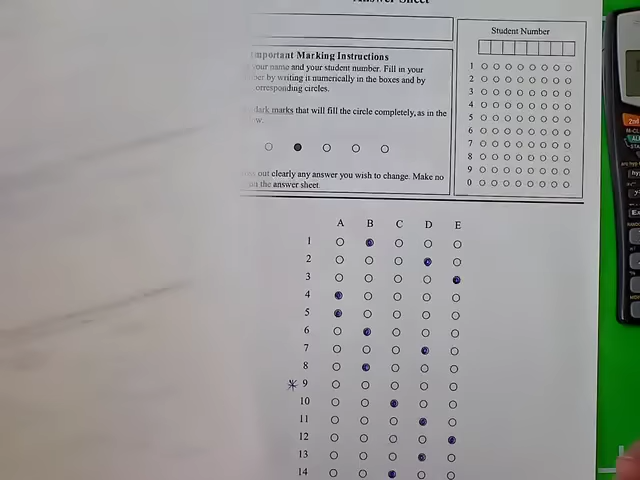 Answer Sheet
Student Number
Important Marking Instructions
your name and your student number. Fill in your
by writing it numerically in the boxes and by
corresponding circles.
dark marks that will fill the circle completely, as in the
out clearly any answer you wish to change. Make no
on the answer sheet.
1
2
3
4
5
6
7
8
9
0
A B C D E
1
2
3
4
5
6
7
8
* 9
10
11
12
13
14
2nd